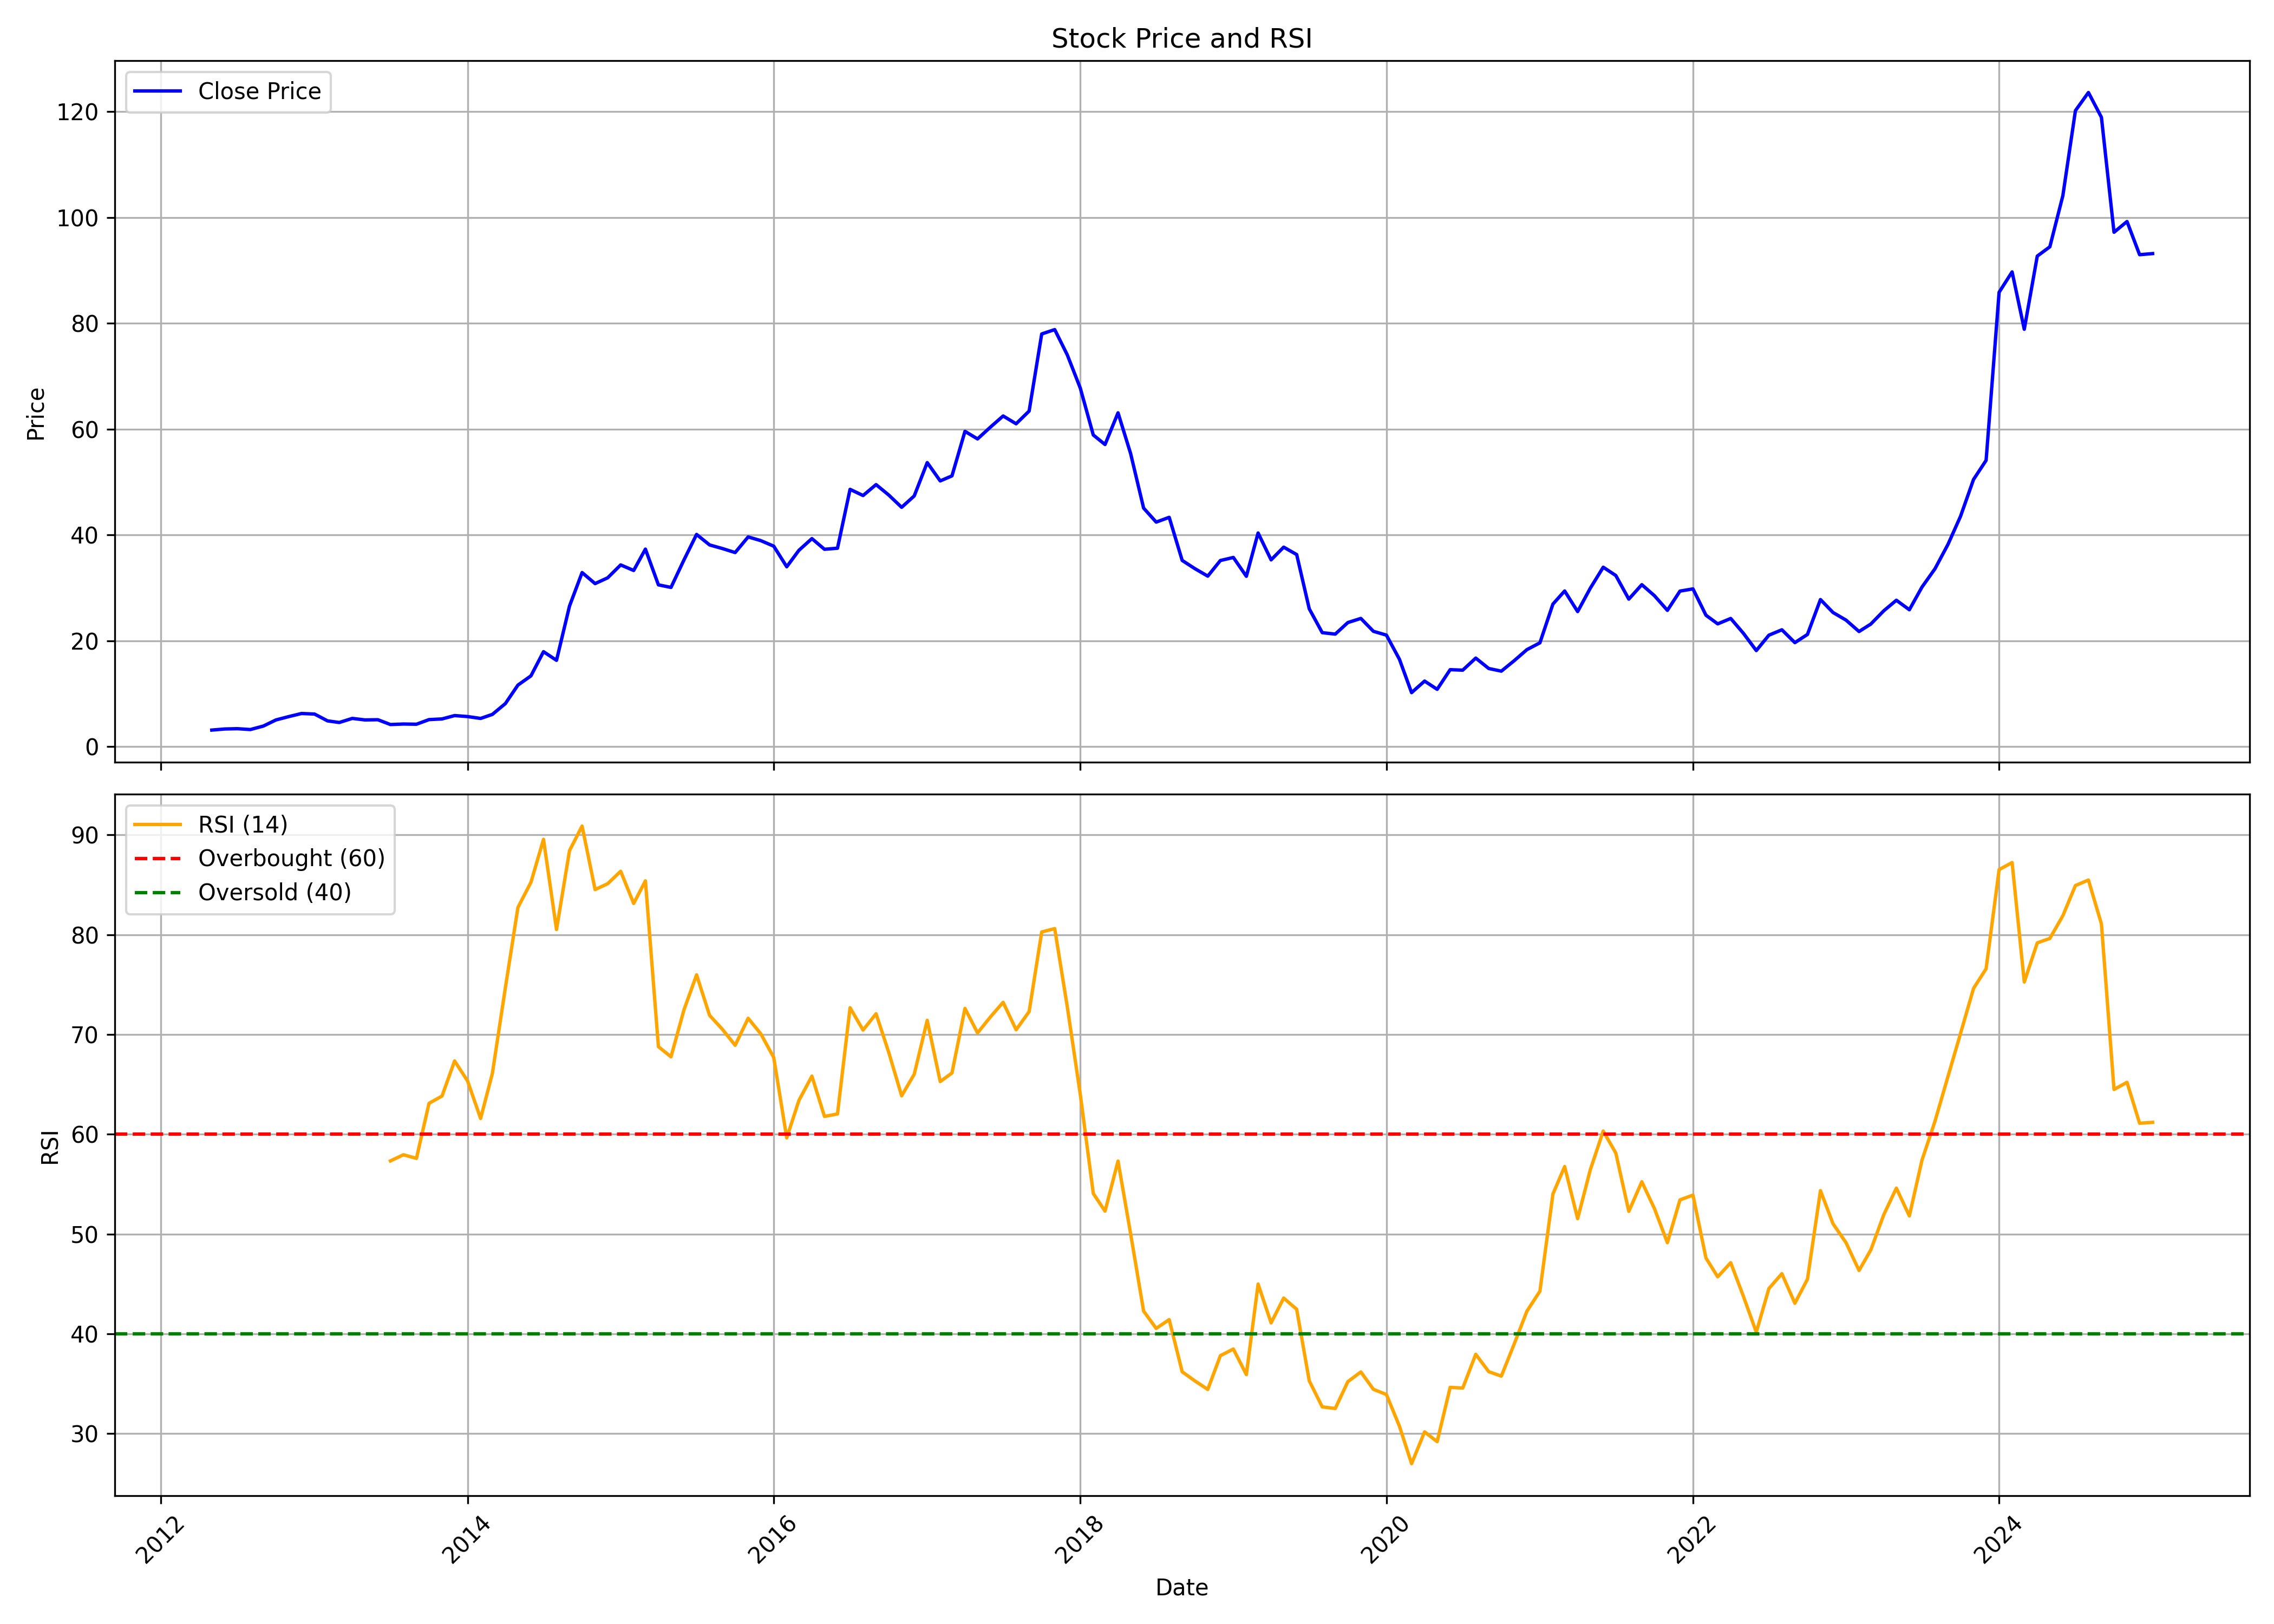 Stock Price and RSI
Close Price
Price
120
100
80
60
40
20
0
RSI (14)
Overbought (60)
Oversold (40)
RSI
90
80
70
60
50
40
30
2012
2014
2016
2018
2020
2022
2024
Date